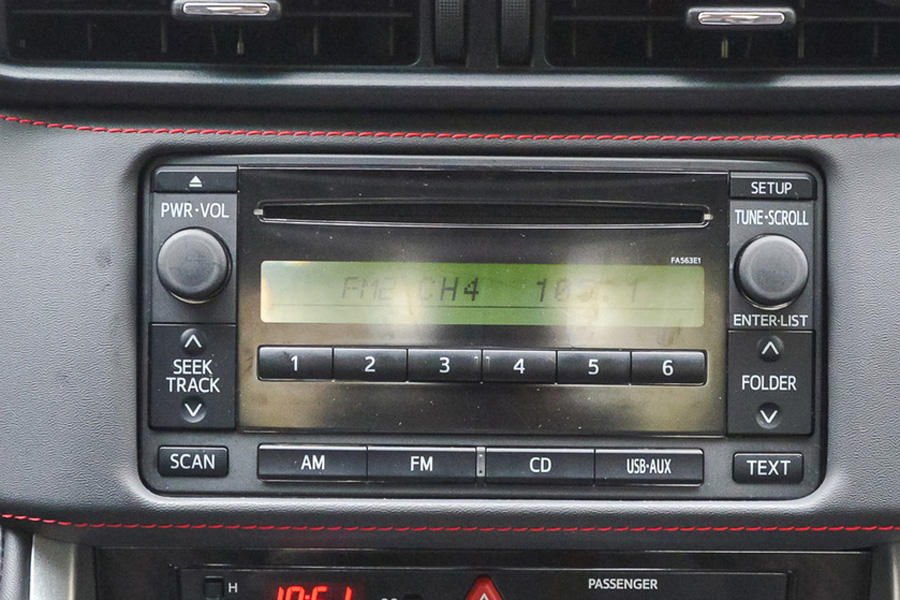 SETUP
PWR·VOL
TUNE·SCROLL
FA563E1
FM2 CH4
ENTER·LIST
1 2 3 4 5 6
SEEK
TRACK
FOLDER
SCAN
AM FM CD USB·AUX
TEXT
H
PASSENGER